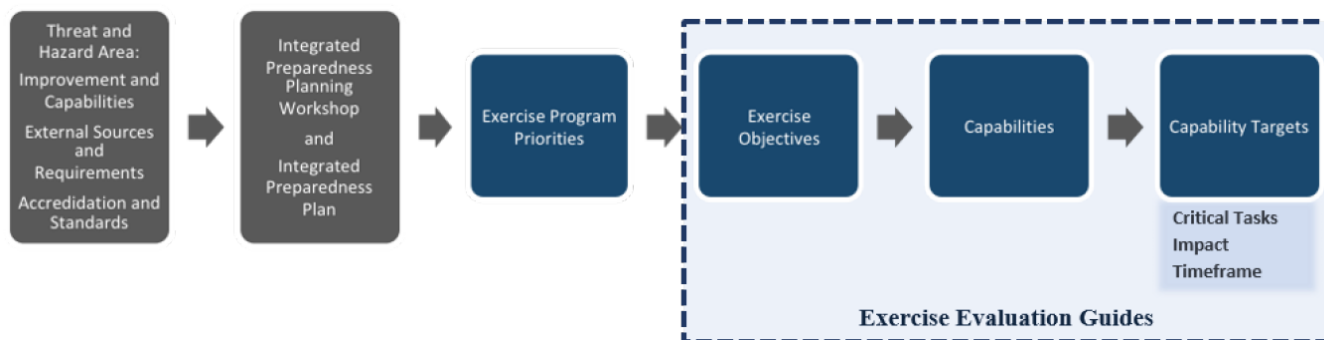 Threat and
Hazard Area:
Improvement and
Capabilities
External Sources
and
Requirements
Accredidation and
Standards
Integrated
Preparedness
Planning
Workshop
and
Integrated
Preparedness
Plan
Exercise Program
Priorities
Exercise
Objectives
Capabilities
Capability Targets
Critical Tasks
Impact
Timeframe
Exercise Evaluation Guides